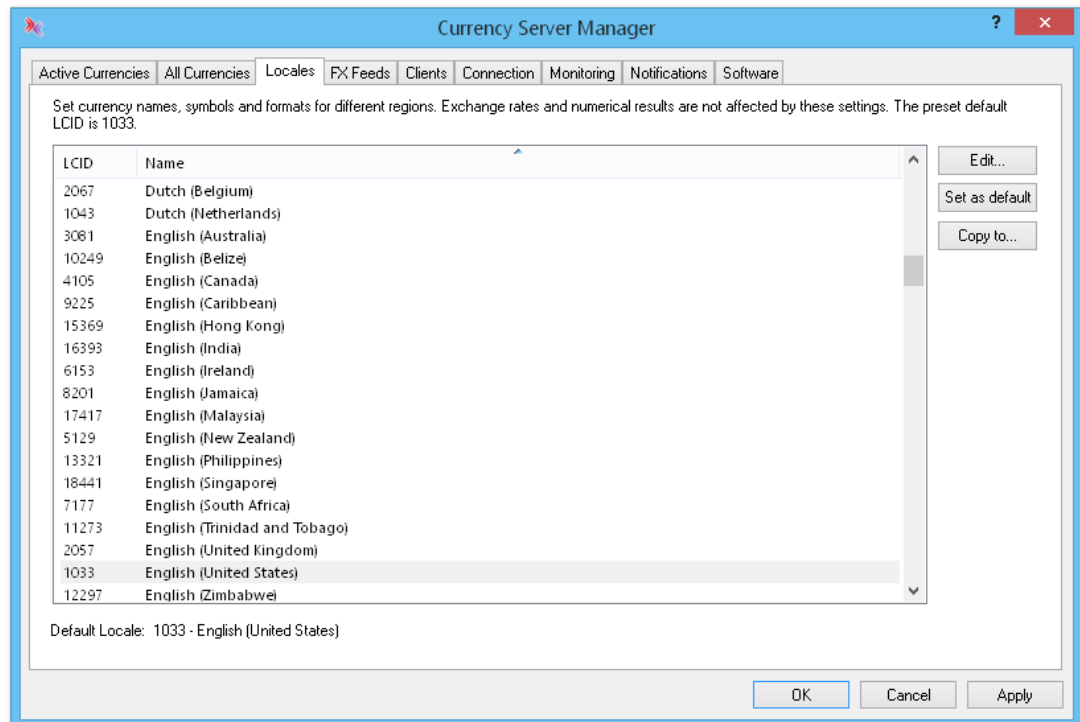 Currency Server Manager
?
Active Currencies All Currencies Locales FX Feeds Clients Connection Monitoring Notifications Software
Set currency names, symbols and formats for different regions. Exchange rates and numerical results are not affected by these settings. The preset default
LCID is 1033.
LCID Name
Edit...
2067 Dutch (Belgium)
Set as default
1043 Dutch (Netherlands)
3081 English (Australia)
Copy to...
10249 English (Belize)
4105 English (Canada)
9225 English (Caribbean)
15369 English (Hong Kong)
16393 English (India)
6153 English (Ireland)
8201 English (Jamaica)
17417 English (Malaysia)
5129 English (New Zealand)
13321 English (Philippines)
18441 English (Singapore)
7177 English (South Africa)
11273 English (Trinidad and Tobago)
2057 English (United Kingdom)
1033 English (United States)
12297 English (Zimbabwe)
Default Locale: 1033 - English (United States)
OK Cancel Apply